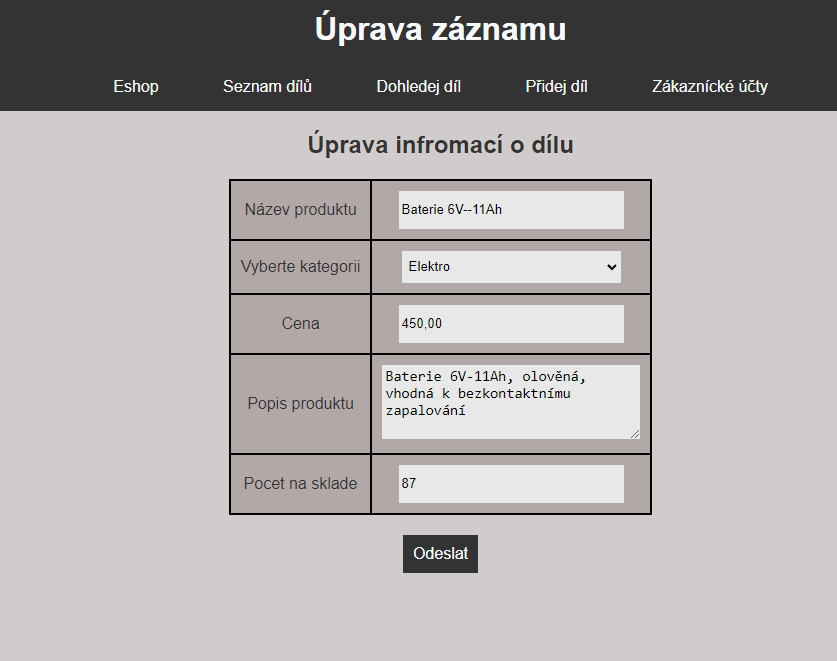 Úprava záznamu
Eshop Seznam dílů Dohledej díl Přidej díl Zákaznícké účty
Úprava infromací o dílu
Název produktu Baterie 6V--11Ah
Vyberte kategorii Elektro
Cena 450,00
Popis produktu
Baterie 6V-11Ah, olověná,
vhodná k bezkontaktnímu
zapalování
Pocet na sklade 87
Odeslat